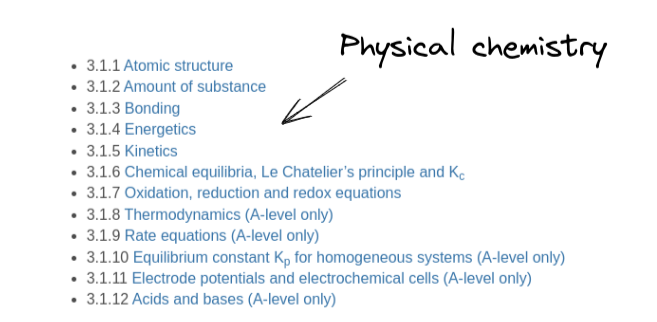 Physical chemistry
3.1.1 Atomic structure
3.1.2 Amount of substance
3.1.3 Bonding
3.1.4 Energetics
3.1.5 Kinetics
3.1.6 Chemical equilibria, Le Chatelier’s principle and Kc
3.1.7 Oxidation, reduction and redox equations
3.1.8 Thermodynamics (A-level only)
3.1.9 Rate equations (A-level only)
3.1.10 Equilibrium constant Kp for homogeneous systems (A-level only)
3.1.11 Electrode potentials and electrochemical cells (A-level only)
3.1.12 Acids and bases (A-level only)